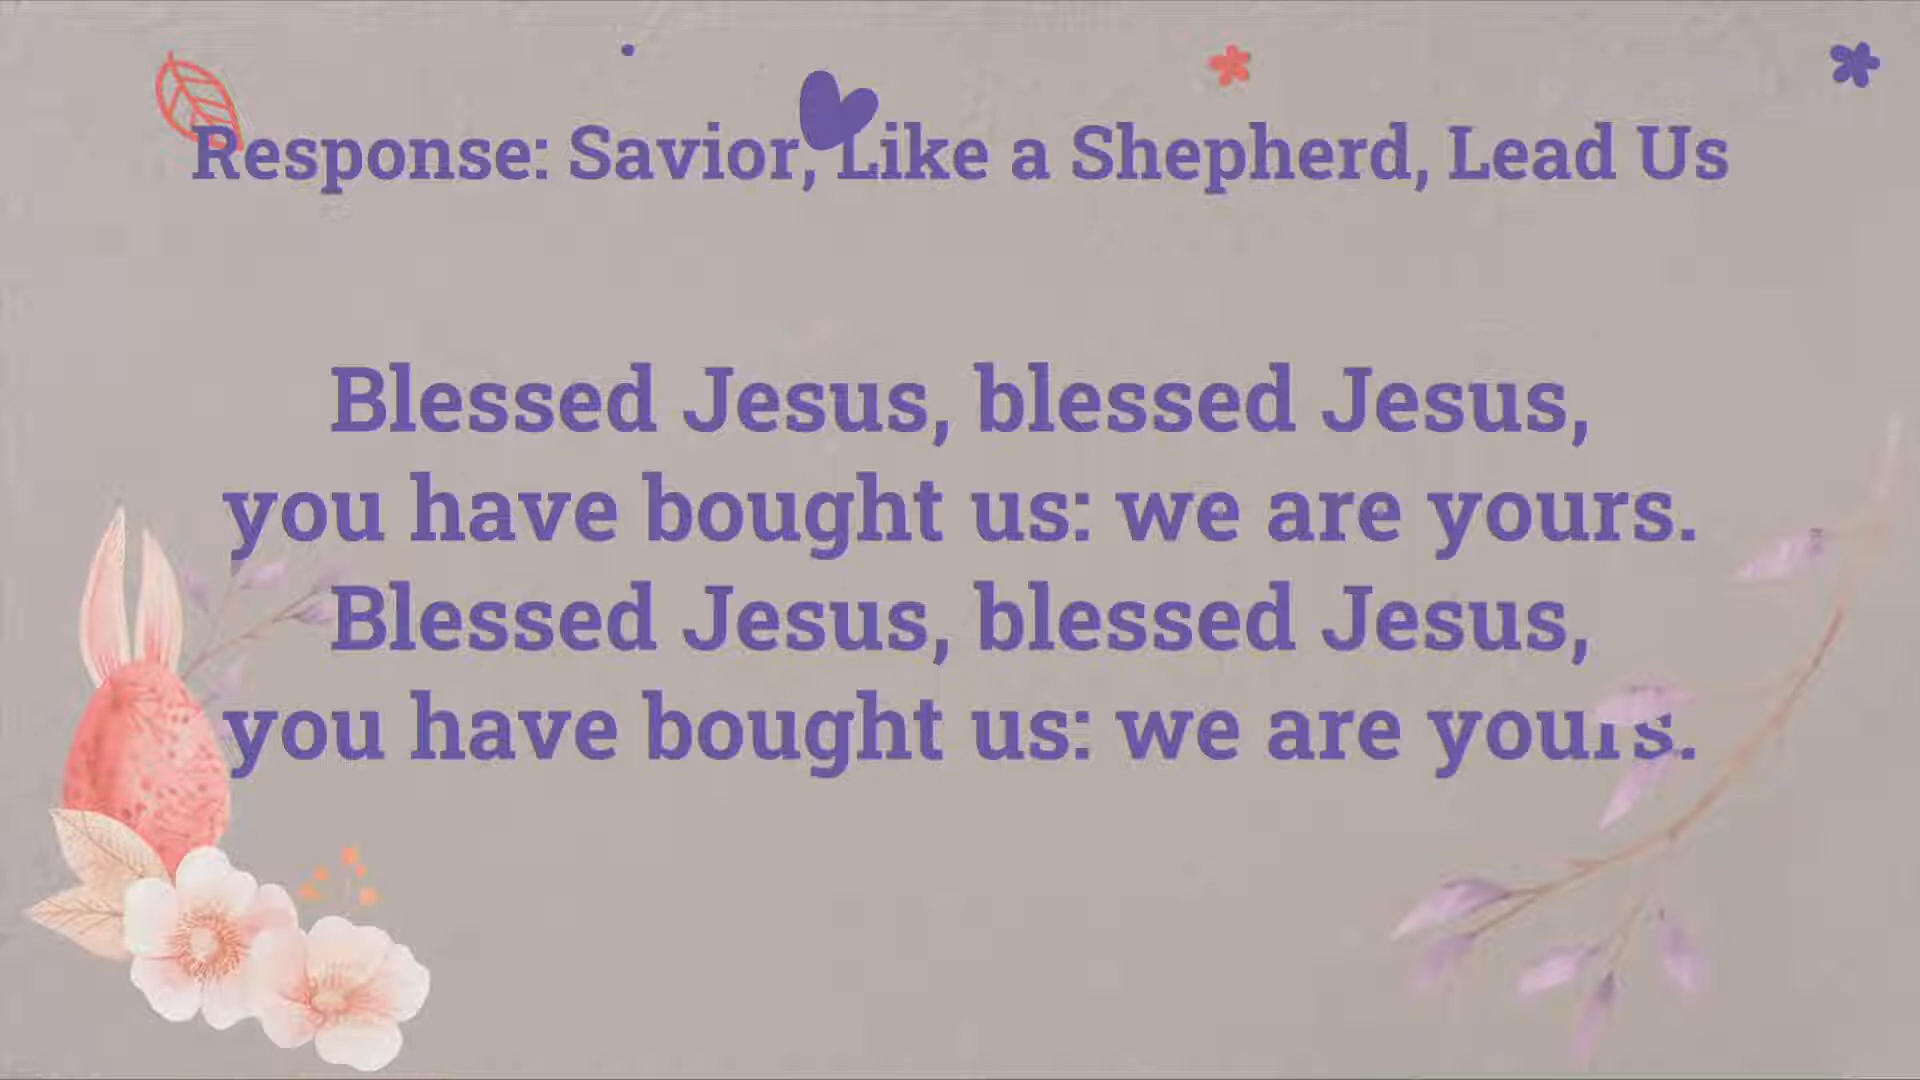 Response: Savior, Like a Shepherd, Lead Us
Blessed Jesus, blessed Jesus,
you have bought us: we are yours.
Blessed Jesus, blessed Jesus,
you have bought us: we are yours.